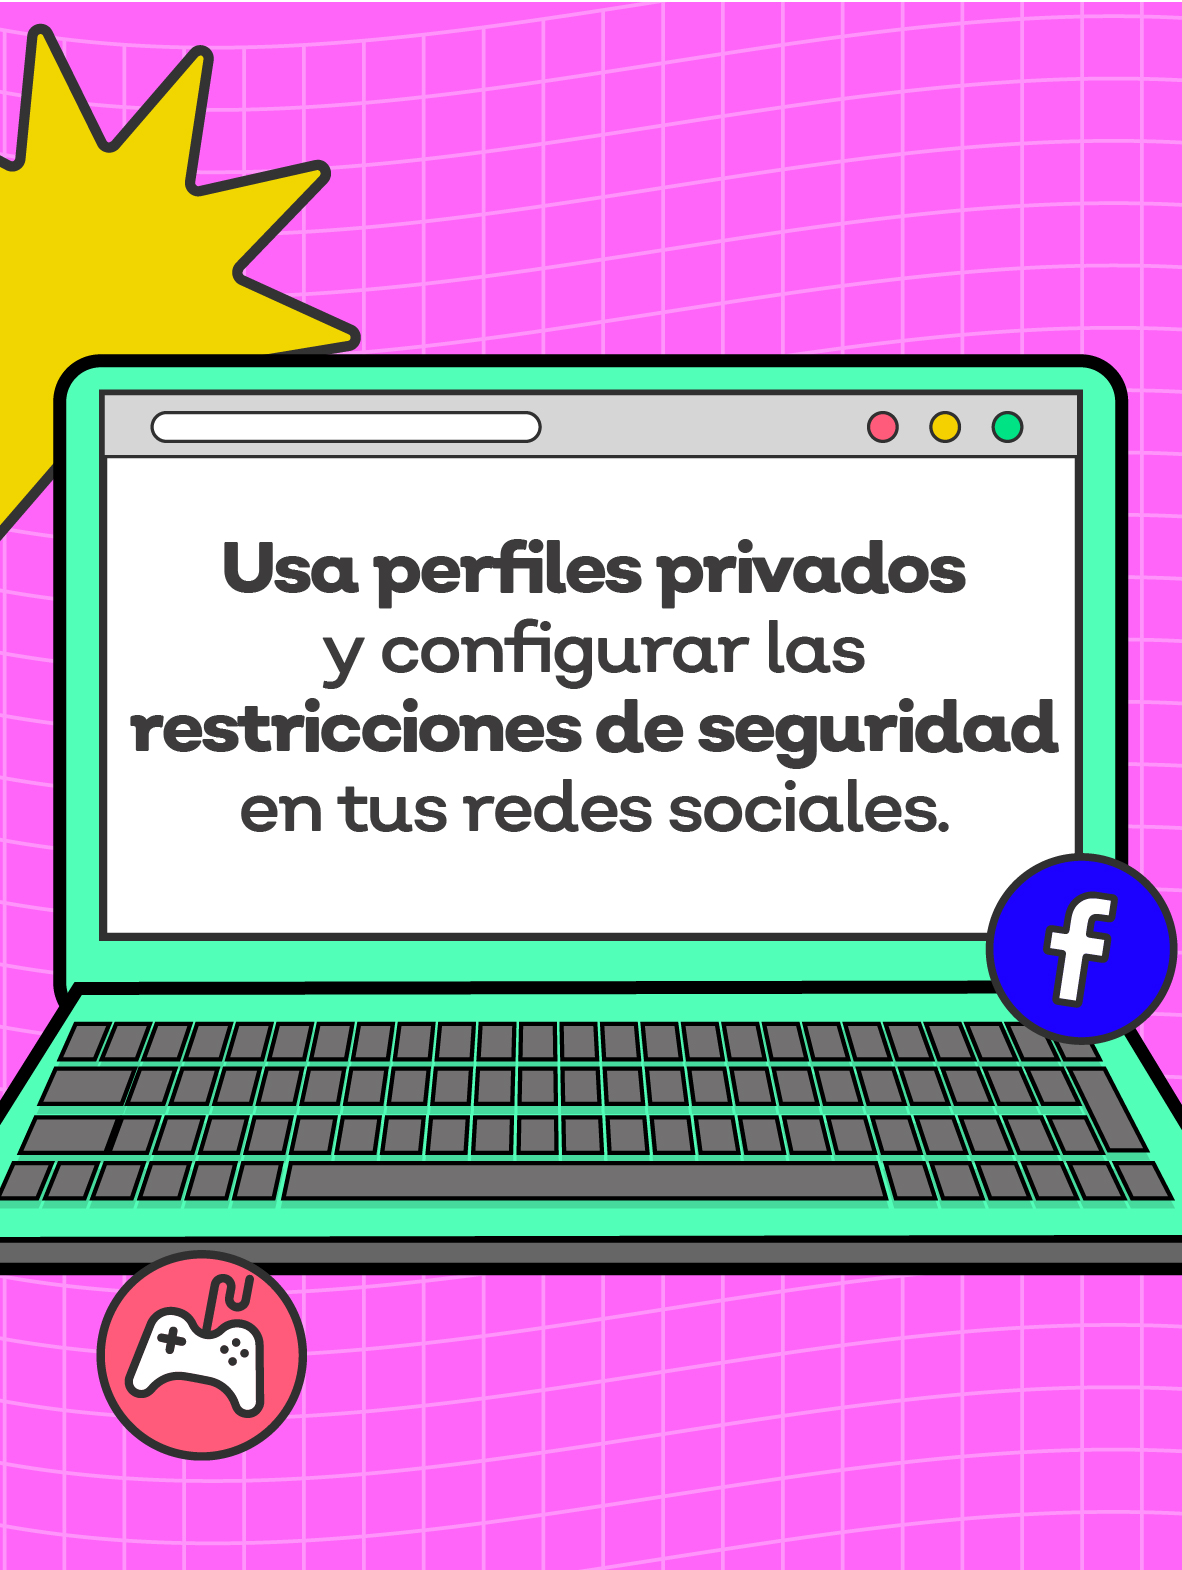 Usa perfiles privados
y configurar las
restricciones de seguridad
en tus redes sociales.
f